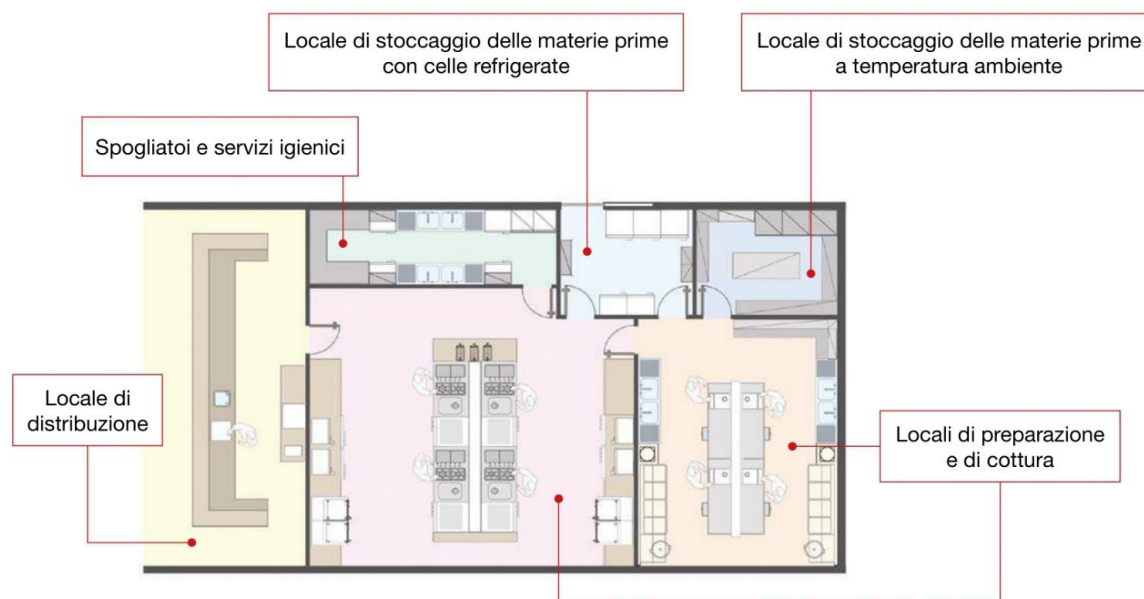 Locale di stoccaggio delle materie prime
con celle refrigerate
Locale di stoccaggio delle materie prime
a temperatura ambiente
Spogliatoi e servizi igienici
Locale di
distribuzione
Locali di preparazione
e di cottura